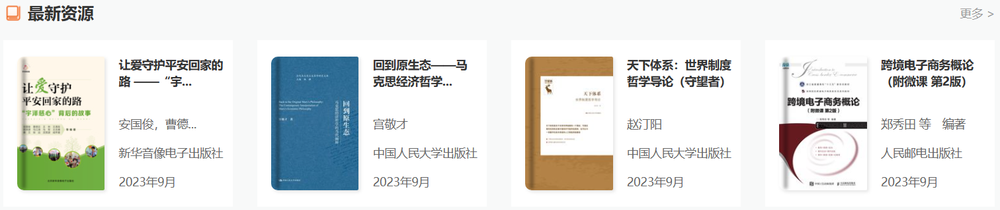 最新资源
更多 >
让爱守护
平安回家的路
“宇泽慈心”背后的故事
让爱守护平安回家的
路 ——“宇...
安国俊，曹德...
新华音像电子出版社
2023年9月
回到原生态
回到原生态——马
克思经济哲学...
宫敬才
中国人民大学出版社
2023年9月
天下体系
天下体系：世界制度
哲学导论（守望者）
赵汀阳
中国人民大学出版社
2023年9月
跨境电子商务概论
（附微课 第2版）
跨境电子商务概论
（附微课 第2版）
郑秀田 等　编著
人民邮电出版社
2023年9月